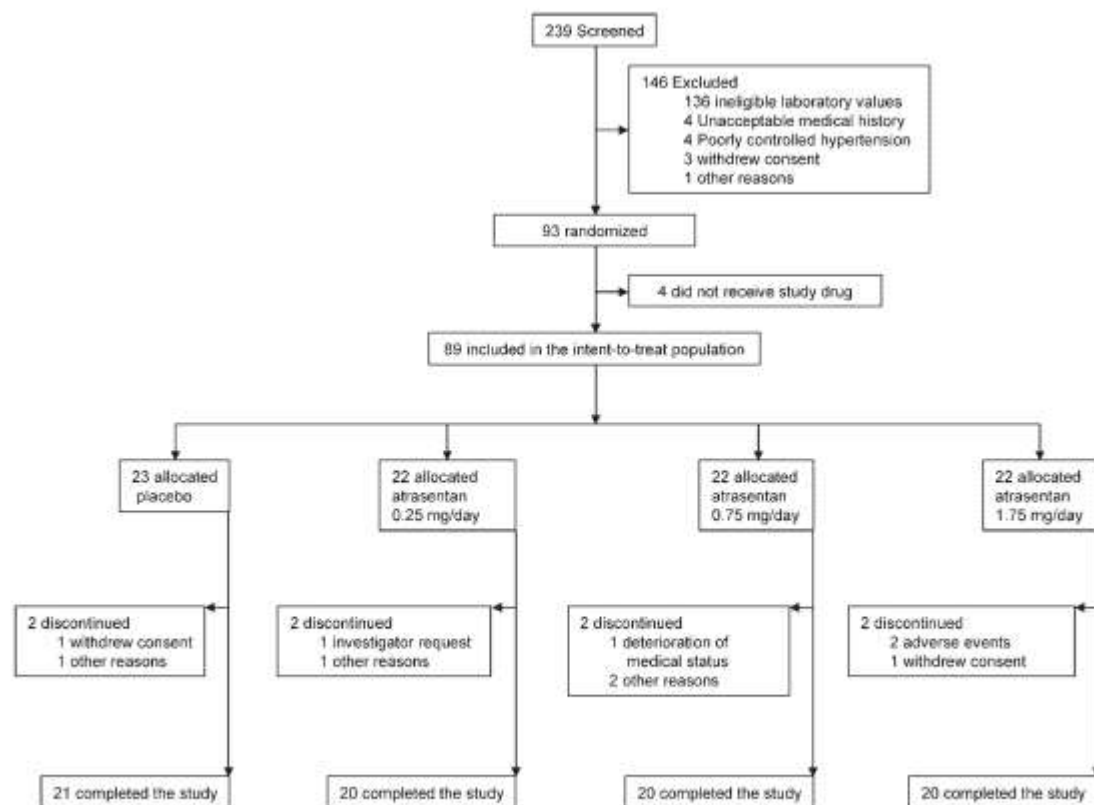 239 Screened
146 Excluded
136 ineligible laboratory values
4 Unacceptable medical history
4 Poorly controlled hypertension
3 withdrew consent
1 other reasons
93 randomized
4 did not receive study drug
89 included in the intent-to-treat population
23 allocated
placebo
22 allocated
atrasentan
0.25 mg/day
22 allocated
atrasentan
0.75 mg/day
22 allocated
atrasentan
1.75 mg/day
2 discontinued
1 withdrew consent
1 other reasons
2 discontinued
1 investigator request
1 other reasons
2 discontinued
1 deterioration of
medical status
2 other reasons
2 discontinued
2 adverse events
1 withdrew consent
21 completed the study
20 completed the study
20 completed the study
20 completed the study